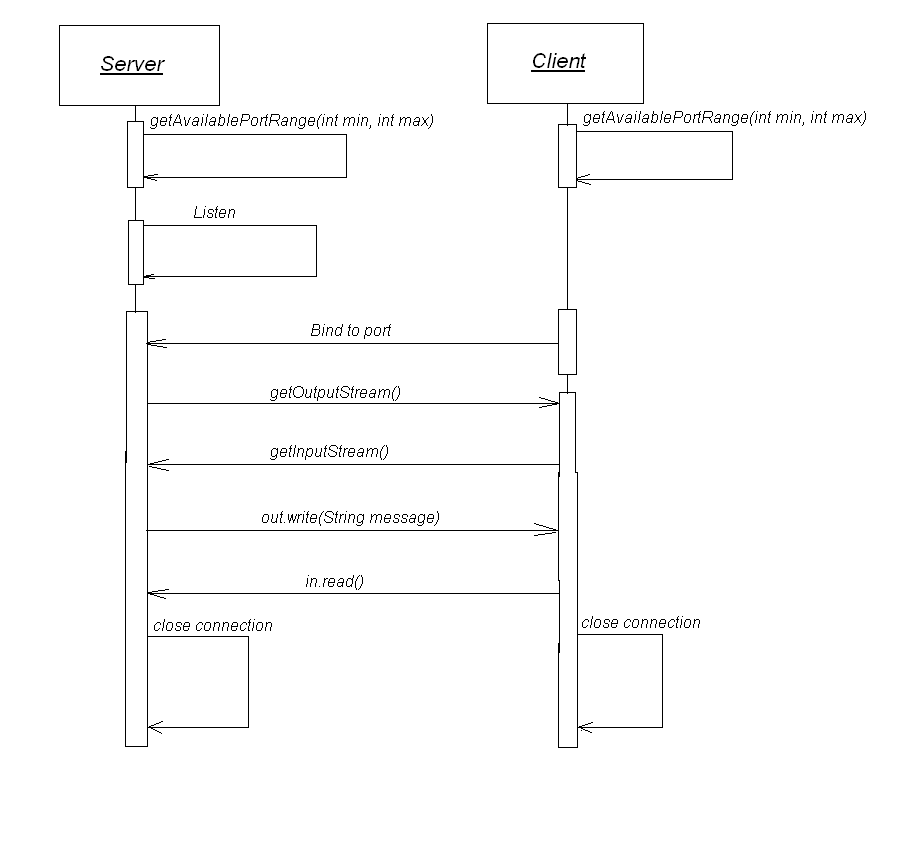 Server
Client
getAvailablePortRange(int min, int max)
getAvailablePortRange(int min, int max)
Listen
Bind to port
getOutputStream()
getInputStream()
out.write(String message)
in.read()
close connection
close connection